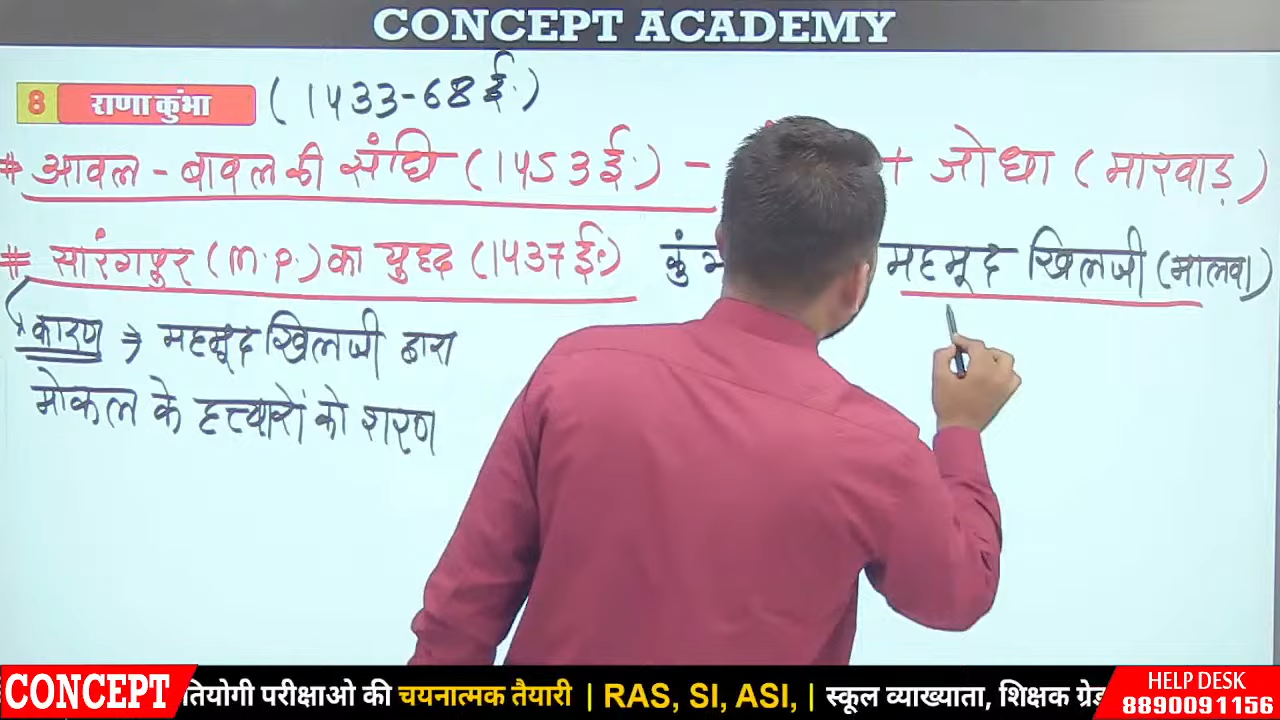 CONCEPT ACADEMY
8 राणा कुंभा (1433-68 ई.)
# आवल - बावल की संधि (1453 ई.) - + जोधा (मारवाड़)
# सारंगपुर (M.P.) का युद्ध (1437 ई.) महमूद खिलजी (मालवा)
कारण ⇒ महमूद खिलजी द्वारा
मोकल के हत्यारों को शरण
CONCEPT तियोगी परीक्षाओ की चयनात्मक तैयारी | RAS, SI, ASI, | स्कूल व्याख्याता, शिक्षक ग्रेड
HELP DESK
8890091156